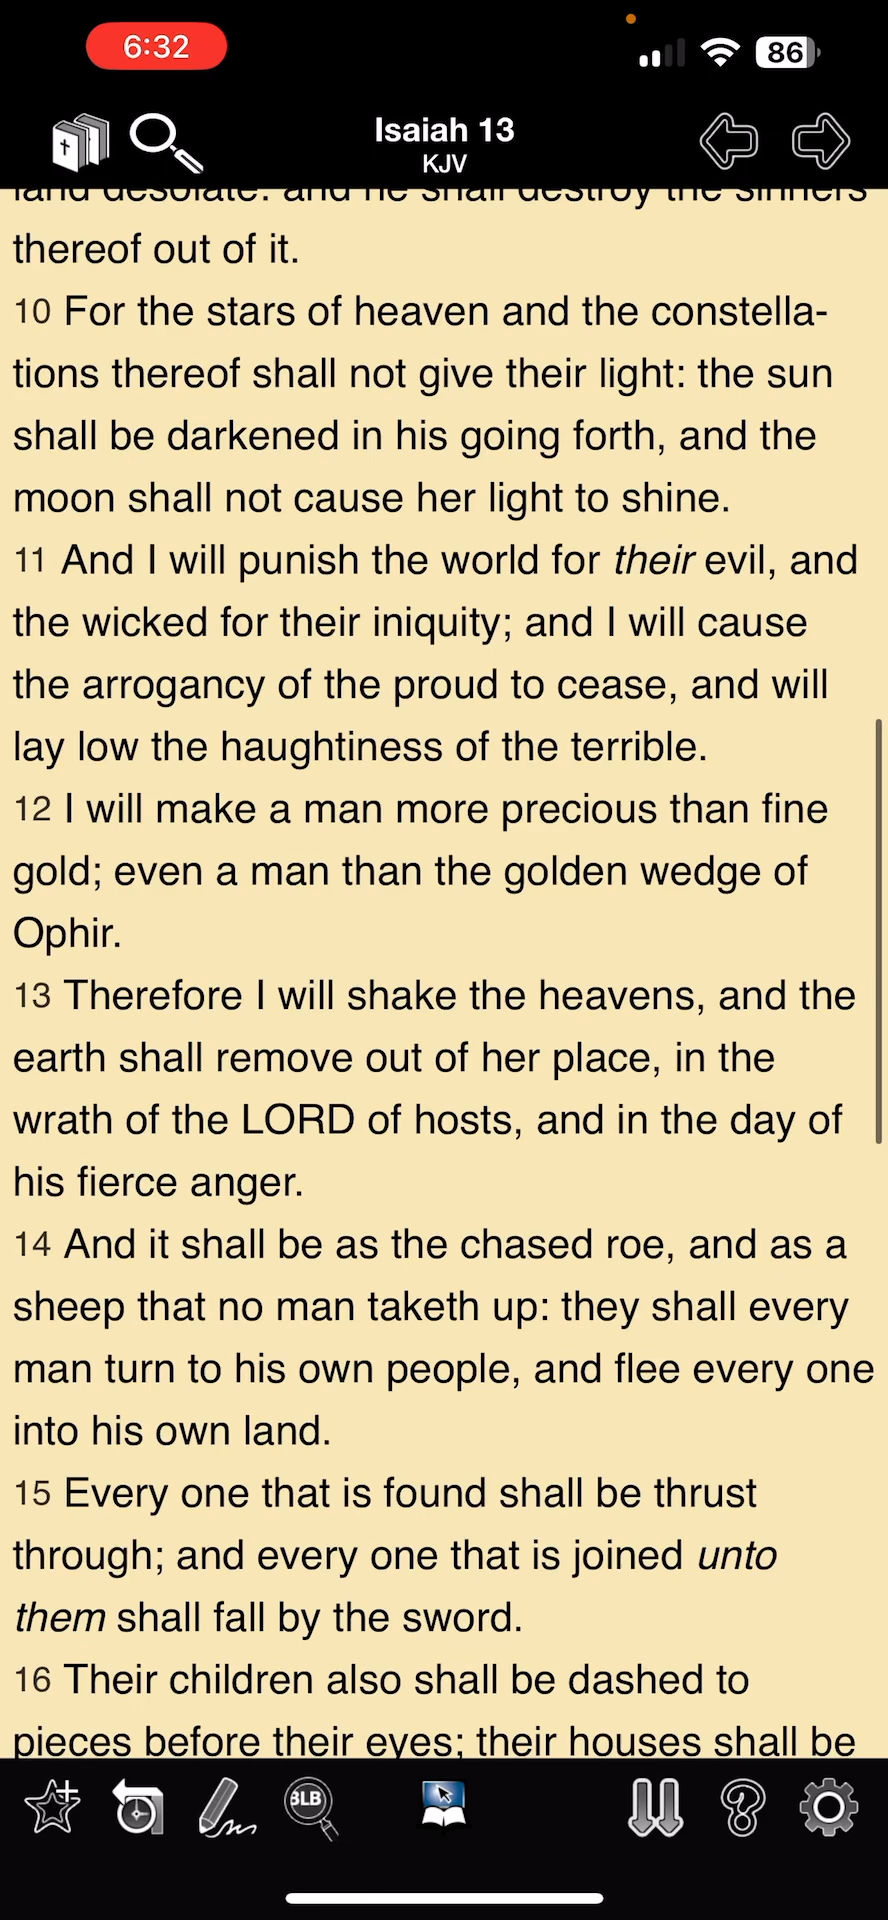 6:32
86
Isaiah 13
KJV
land desolate: and he shall destroy the sinners
thereof out of it.
10 For the stars of heaven and the constella-
tions thereof shall not give their light: the sun
shall be darkened in his going forth, and the
moon shall not cause her light to shine.
11 And I will punish the world for their evil, and
the wicked for their iniquity; and I will cause
the arrogancy of the proud to cease, and will
lay low the haughtiness of the terrible.
12 I will make a man more precious than fine
gold; even a man than the golden wedge of
Ophir.
13 Therefore I will shake the heavens, and the
earth shall remove out of her place, in the
wrath of the LORD of hosts, and in the day of
his fierce anger.
14 And it shall be as the chased roe, and as a
sheep that no man taketh up: they shall every
man turn to his own people, and flee every one
into his own land.
15 Every one that is found shall be thrust
through; and every one that is joined unto
them shall fall by the sword.
16 Their children also shall be dashed to
pieces before their eyes; their houses shall be
BLB